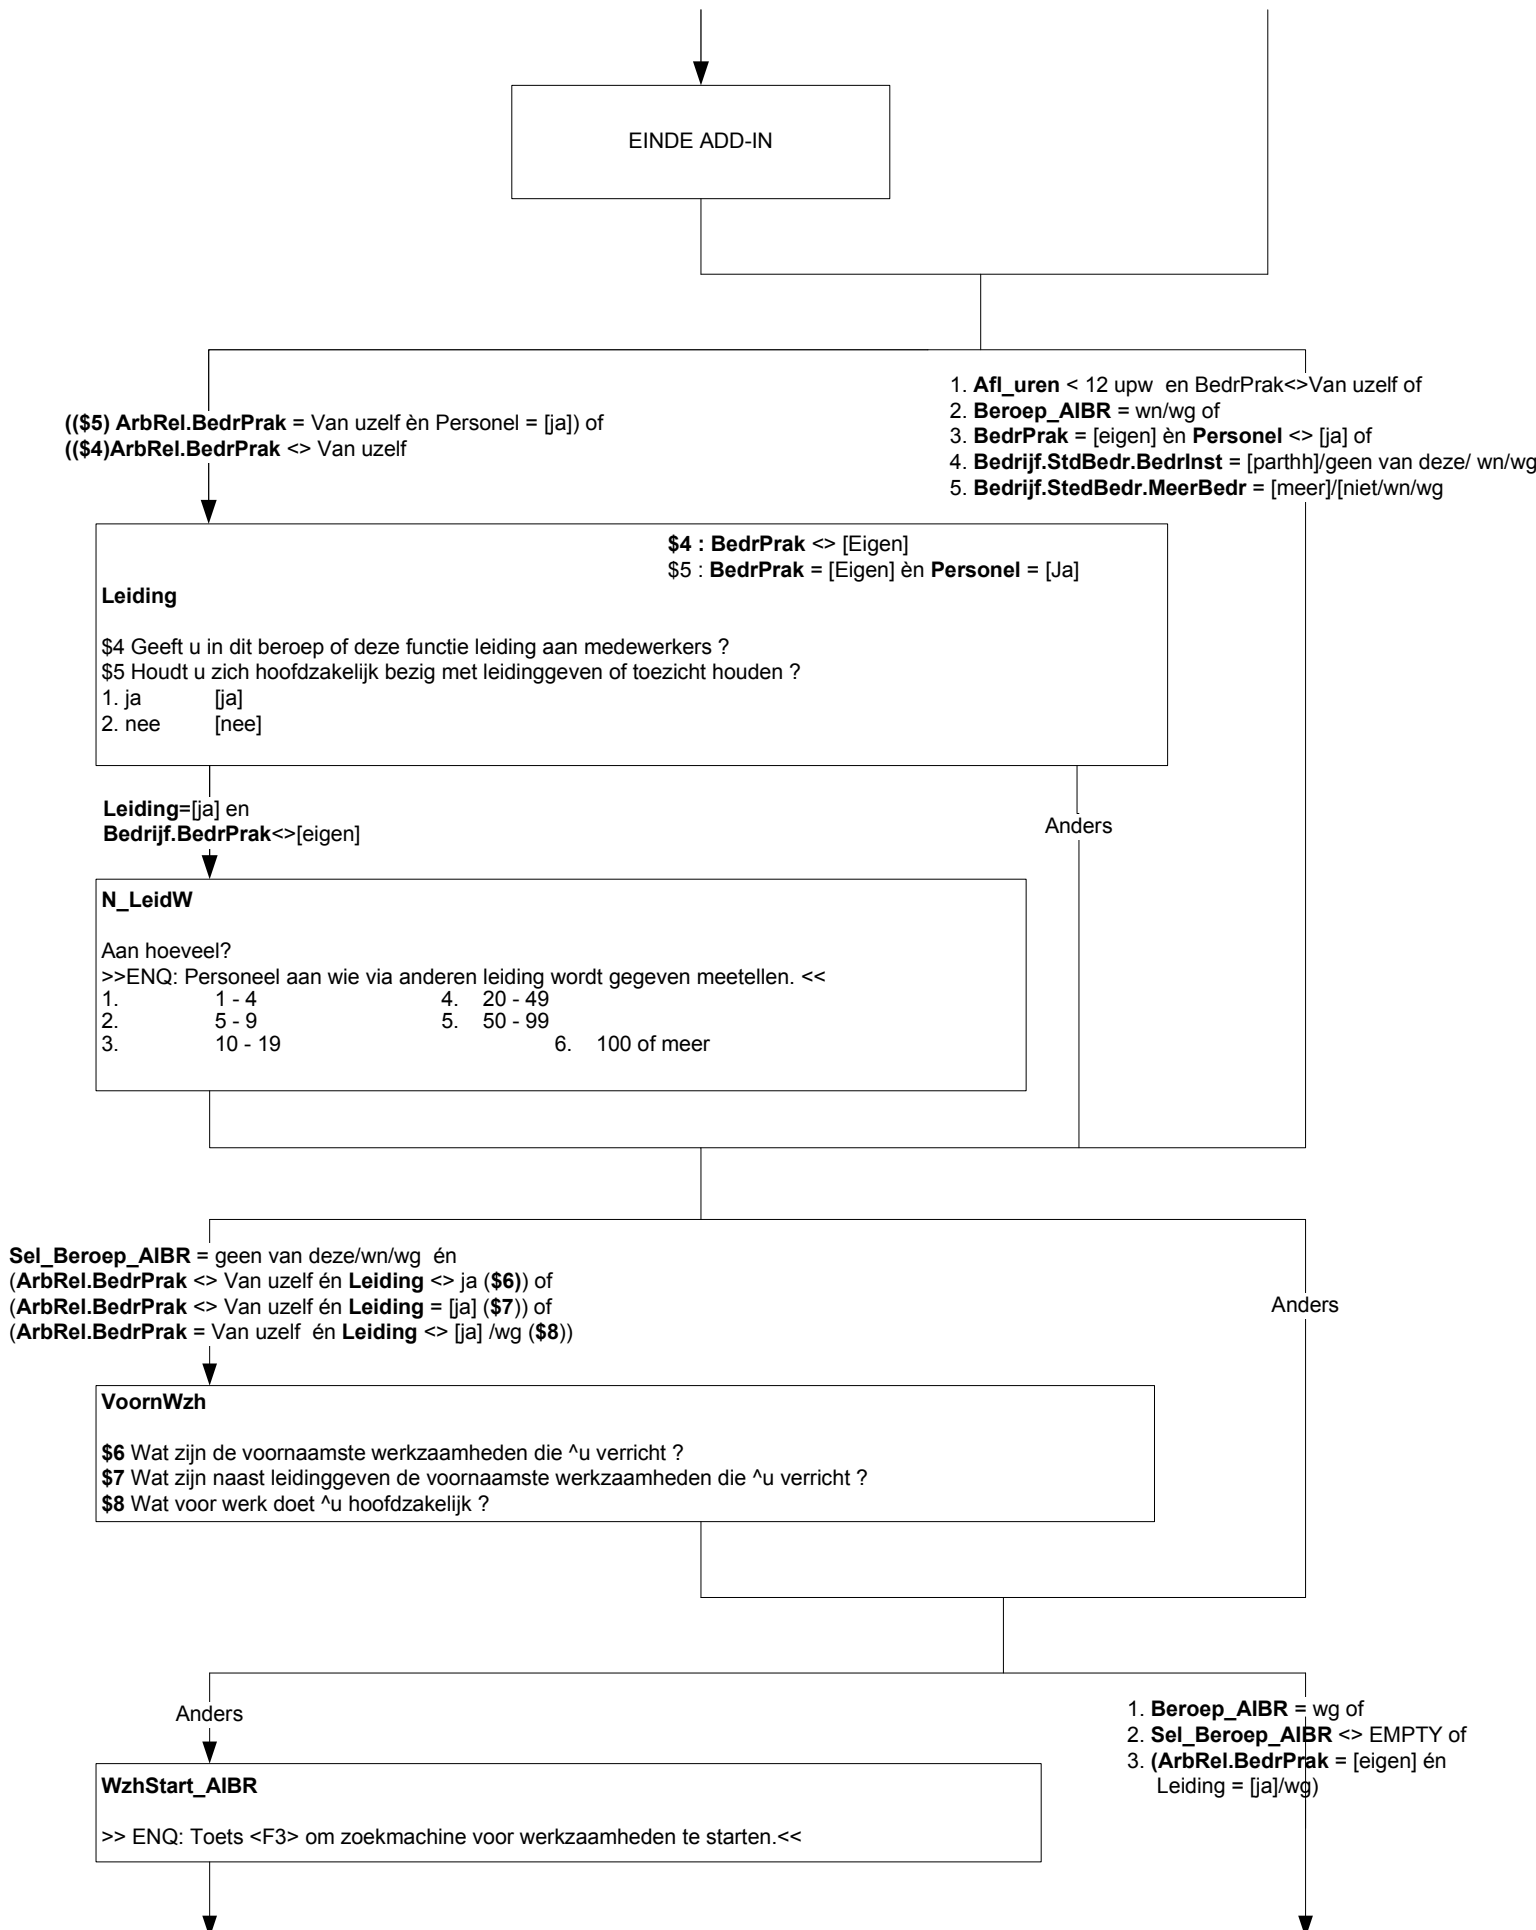 EINDE ADD-IN
(($5) ArbRel.BedrPrak = Van uzelf èn Personel = [ja]) of
(($4)ArbRel.BedrPrak <> Van uzelf
1. Afl_uren < 12 upw en BedrPrak<>Van uzelf of
2. Beroep_AIBR = wn/wg of
3. BedrPrak = [eigen] èn Personel <> [ja] of
4. Bedrijf.StdBedr.BedrInst = [parthh]/geen van deze/ wn/wg
5. Bedrijf.StedBedr.MeerBedr = [meer]/[niet/wn/wg
$4 : BedrPrak <> [Eigen]
$5 : BedrPrak = [Eigen] èn Personel = [Ja]
Leiding
$4 Geeft u in dit beroep of deze functie leiding aan medewerkers ?
$5 Houdt u zich hoofdzakelijk bezig met leidinggeven of toezicht houden ?
1. ja [ja]
2. nee [nee]
Leiding=[ja] en
Bedrijf.BedrPrak<>[eigen]
Anders
N_LeidW
Aan hoeveel?
>>ENQ: Personeel aan wie via anderen leiding wordt gegeven meetellen. <<
1. 1 - 4 4. 20 - 49
2. 5 - 9 5. 50 - 99
3. 10 - 19 6. 100 of meer
Sel_Beroep_AIBR = geen van deze/wn/wg én
(ArbRel.BedrPrak <> Van uzelf én Leiding <> ja ($6)) of
(ArbRel.BedrPrak <> Van uzelf én Leiding = [ja] ($7)) of
(ArbRel.BedrPrak = Van uzelf én Leiding <> [ja] /wg ($8))
Anders
VoornWzh
$6 Wat zijn de voornaamste werkzaamheden die ^u verricht ?
$7 Wat zijn naast leidinggeven de voornaamste werkzaamheden die ^u verricht ?
$8 Wat voor werk doet ^u hoofdzakelijk ?
Anders
1. Beroep_AIBR = wg of
2. Sel_Beroep_AIBR <> EMPTY of
3. (ArbRel.BedrPrak = [eigen] én
Leiding = [ja]/wg)
WzhStart_AIBR
>> ENQ: Toets <F3> om zoekmachine voor werkzaamheden te starten.<<